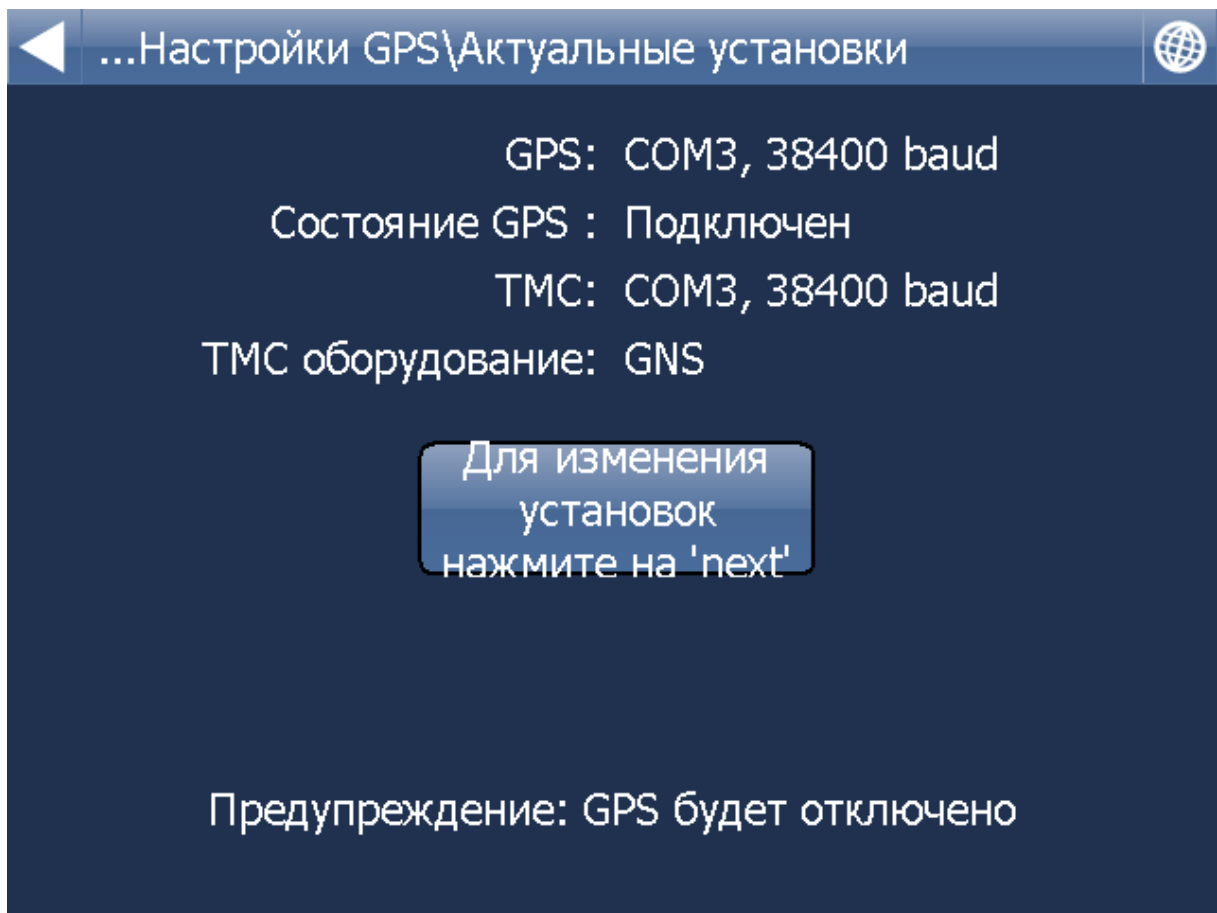 ...Настройки GPS\Актуальные установки
GPS: COM3, 38400 baud
Состояние GPS : Подключен
TMC: COM3, 38400 baud
TMC оборудование: GNS
Для изменения
установок
нажмите на 'next'
Предупреждение: GPS будет отключено